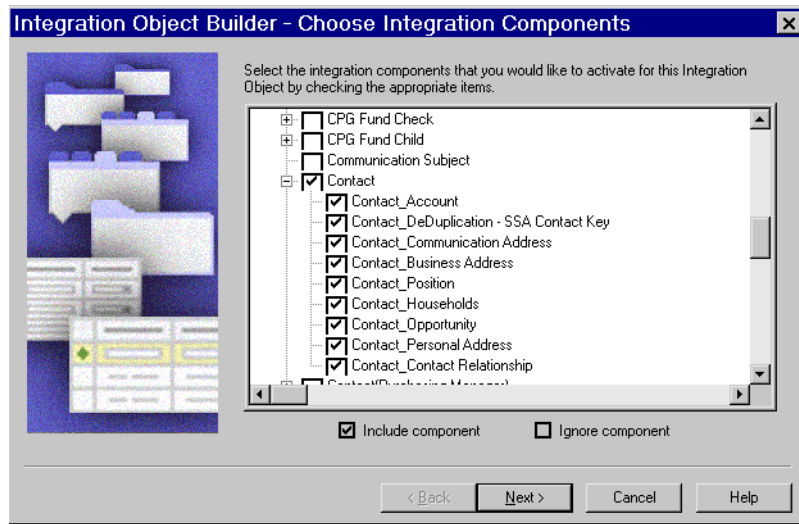 Integration Object Builder - Choose Integration Components
Select the integration components that you would like to activate for this Integration
Object by checking the appropriate items.
CPG Fund Check
CPG Fund Child
Communication Subject
Contact
Contact_Account
Contact_DeDuplication - SSA Contact Key
Contact_Communication Address
Contact_Business Address
Contact_Position
Contact_Households
Contact_Opportunity
Contact_Personal Address
Contact_Contact Relationship
Contact(Purchasing Manager)
Include component Ignore component
< Back Next > Cancel Help